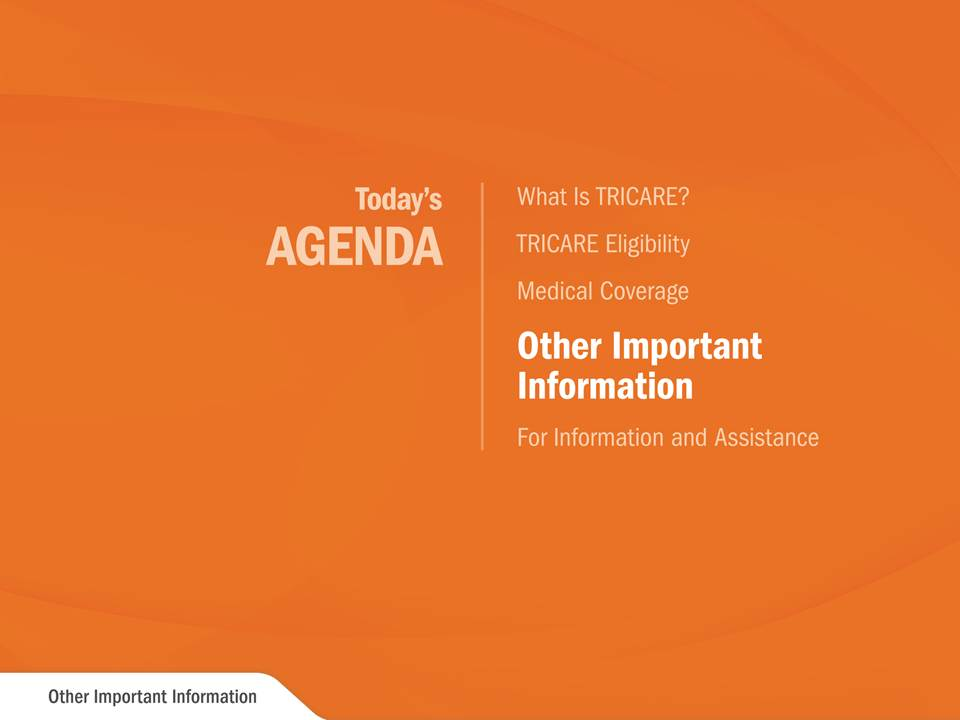 Today’s
AGENDA
What Is TRICARE?
TRICARE Eligibility
Medical Coverage
Other Important
Information
For Information and Assistance
Other Important Information